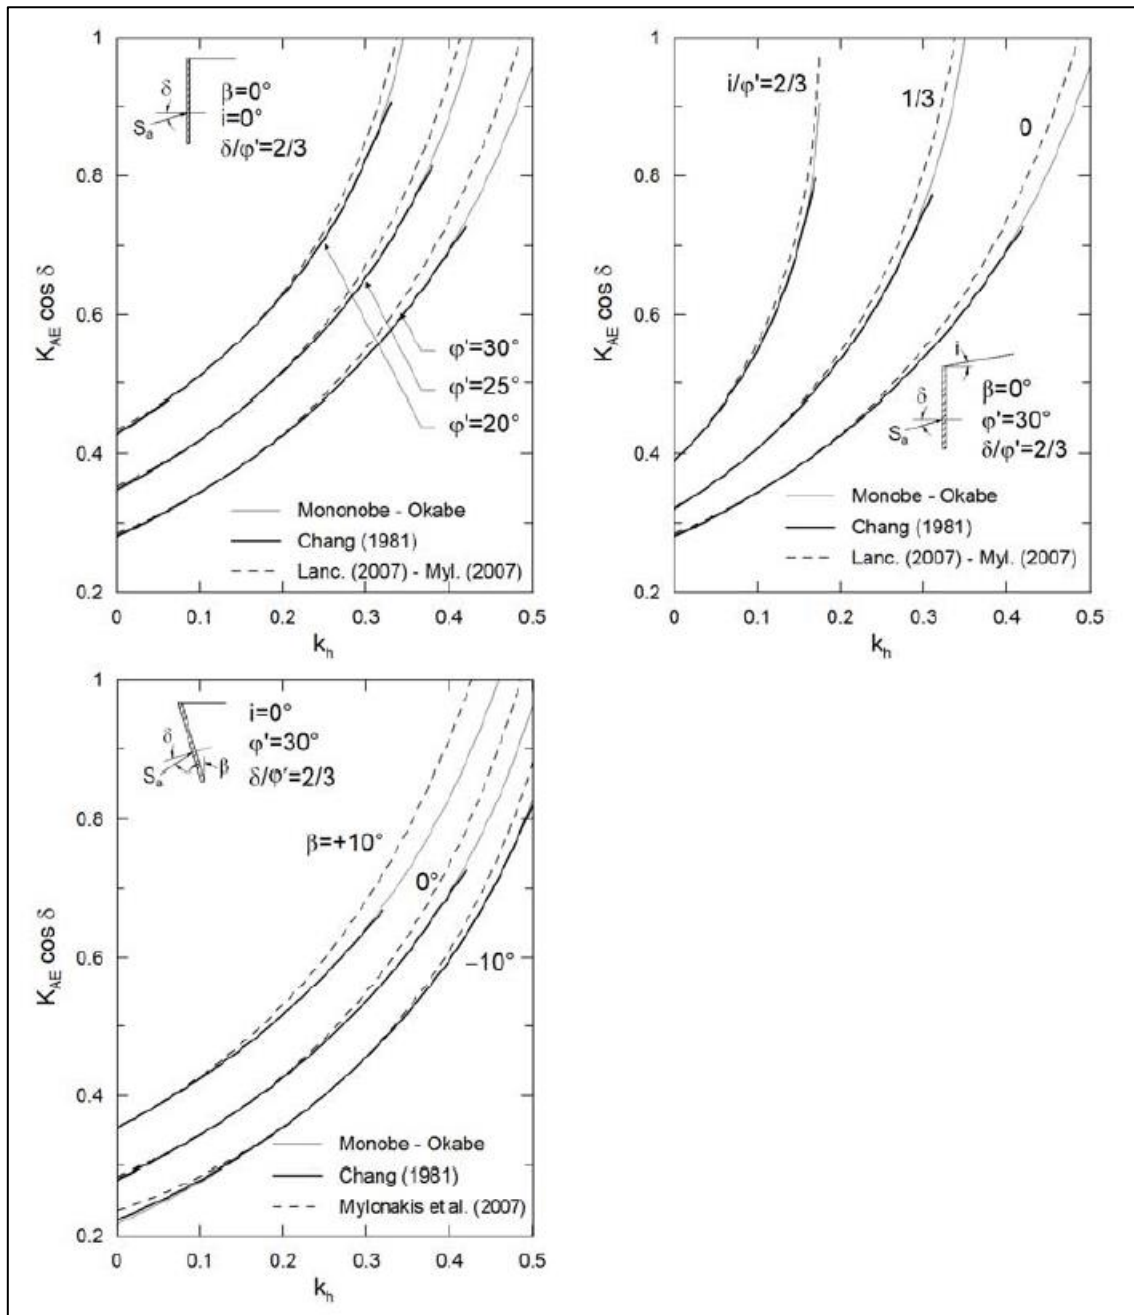 1
0.8
0.6
0.4
0.2
K_AE cos δ
δ
S_a
β=0°
i=0°
δ/φ'=2/3
φ'=30°
φ'=25°
φ'=20°
Mononobe - Okabe
Chang (1981)
Lanc. (2007) - Myl. (2007)
0 0.1 0.2 0.3 0.4 0.5
k_h
1
0.8
0.6
0.4
0.2
K_AE cos δ
i/φ'=2/3
1/3
0
i
δ
S_a
β=0°
φ'=30°
δ/φ'=2/3
Monobe - Okabe
Chang (1981)
Lanc. (2007) - Myl. (2007)
0 0.1 0.2 0.3 0.4 0.5
k_h
1
0.8
0.6
0.4
0.2
K_AE cos δ
δ
S_a
β
i=0°
φ'=30°
δ/φ'=2/3
β=+10°
0°
–10°
Monobe - Okabe
Chang (1981)
Mylonakis et al. (2007)
0 0.1 0.2 0.3 0.4 0.5
k_h